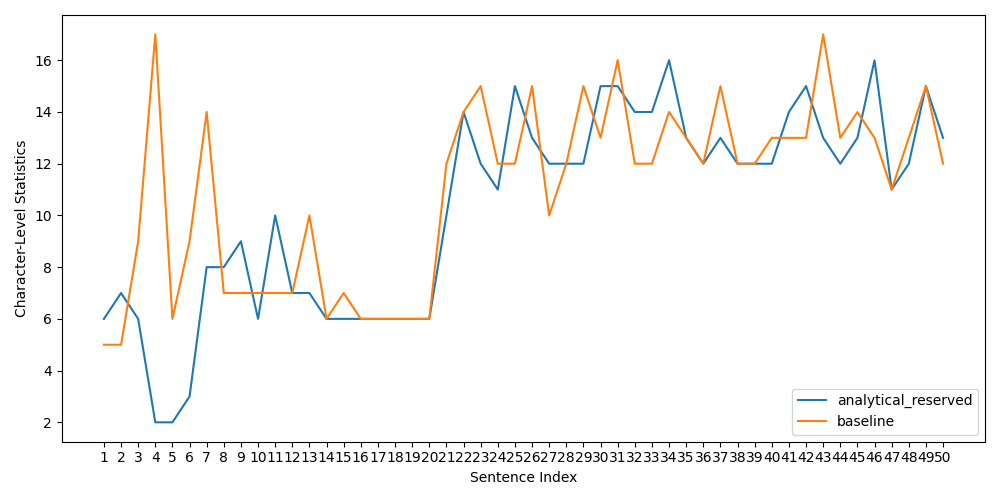 16
14
12
10
8
6
4
2
Character-Level Statistics
1 2 3 4 5 6 7 8 9 10 11 12 13 14 15 16 17 18 19 20 21 22 23 24 25 26 27 28 29 30 31 32 33 34 35 36 37 38 39 40 41 42 43 44 45 46 47 48 49 50
Sentence Index
analytical_reserved
baseline